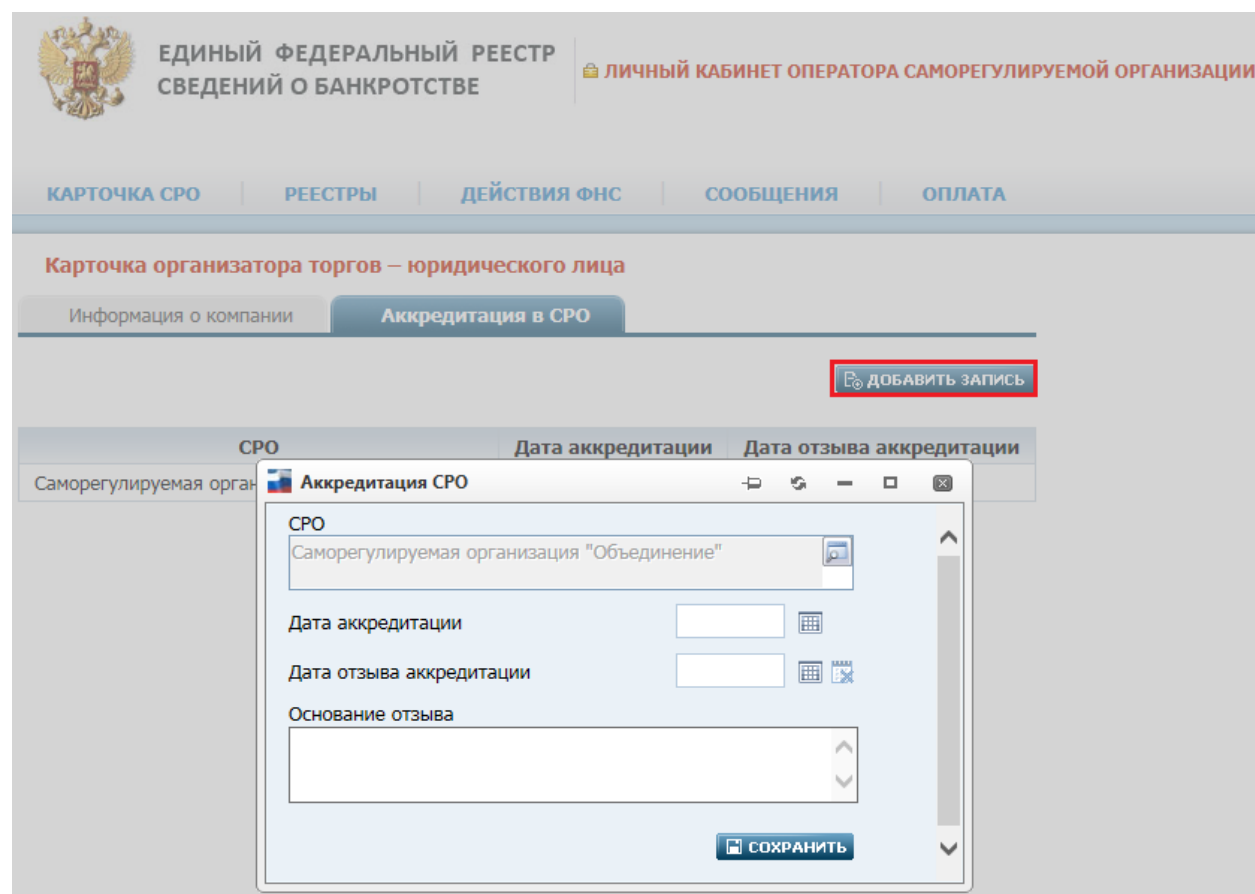 ЕДИНЫЙ ФЕДЕРАЛЬНЫЙ РЕЕСТР
СВЕДЕНИЙ О БАНКРОТСТВЕ
ЛИЧНЫЙ КАБИНЕТ ОПЕРАТОРА САМОРЕГУЛИРУЕМОЙ ОРГАНИЗАЦИИ
КАРТОЧКА СРО РЕЕСТРЫ ДЕЙСТВИЯ ФНС СООБЩЕНИЯ ОПЛАТА
Карточка организатора торгов – юридического лица
Информация о компании Аккредитация в СРО
ДОБАВИТЬ ЗАПИСЬ
СРО Дата аккредитации Дата отзыва аккредитации
Саморегулируемая орган
Аккредитация СРО
СРО
Саморегулируемая организация "Объединение"
Дата аккредитации
Дата отзыва аккредитации
Основание отзыва
СОХРАНИТЬ